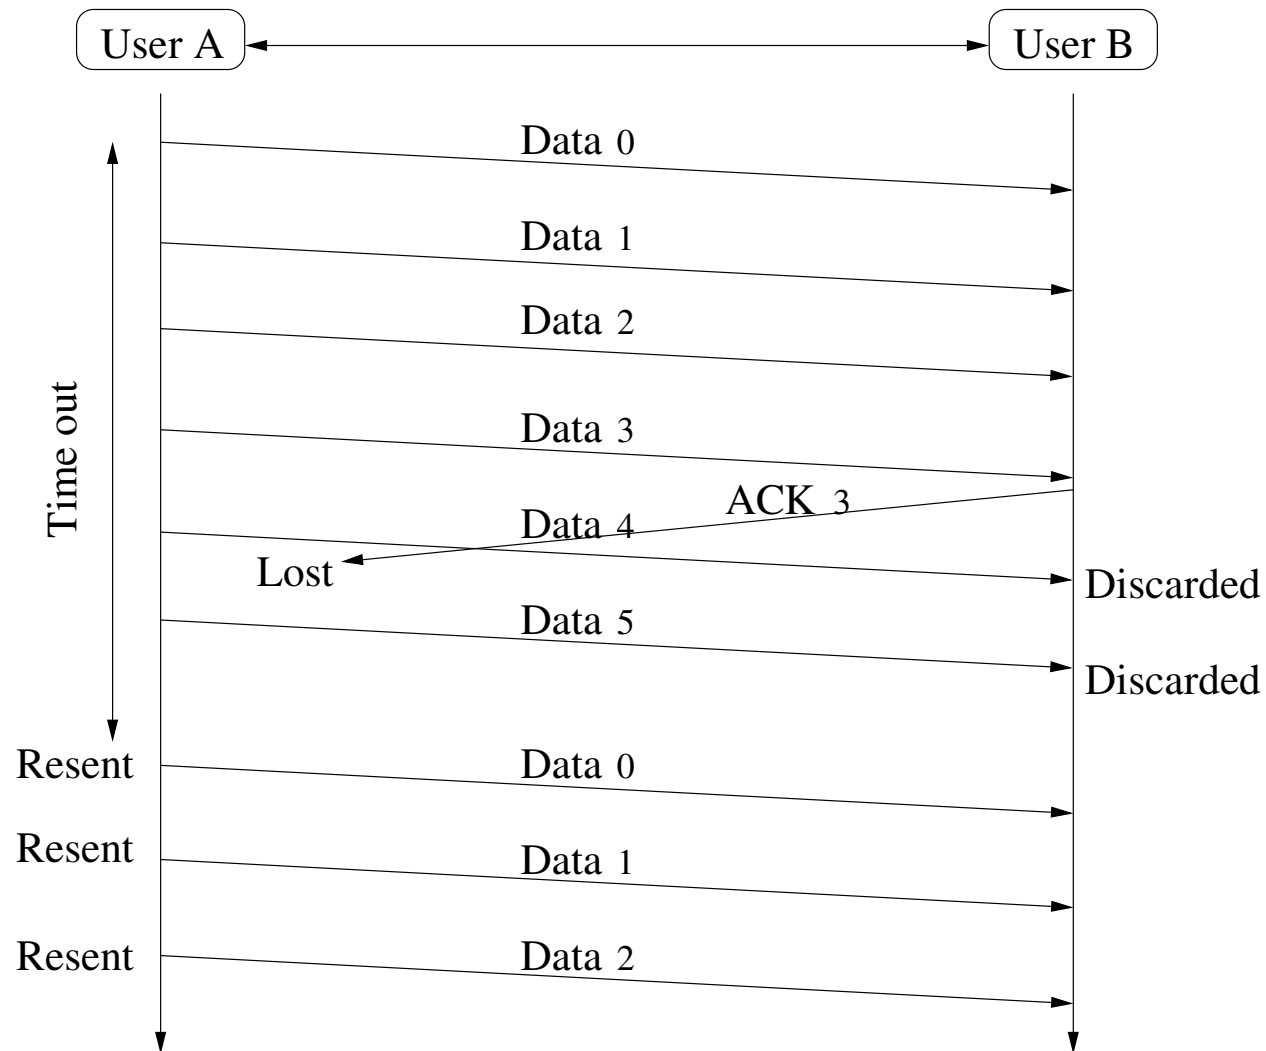 User A
User B
Data 0
Data 1
Data 2
Data 3
Time out
ACK 3
Data 4
Lost
Discarded
Data 5
Discarded
Resent
Data 0
Resent
Data 1
Resent
Data 2